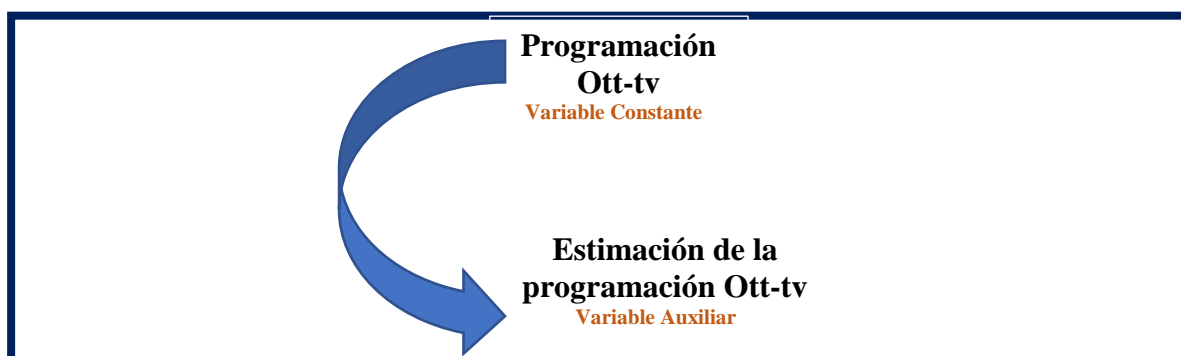 Programación
Ott-tv
Variable Constante
Estimación de la
programación Ott-tv
Variable Auxiliar